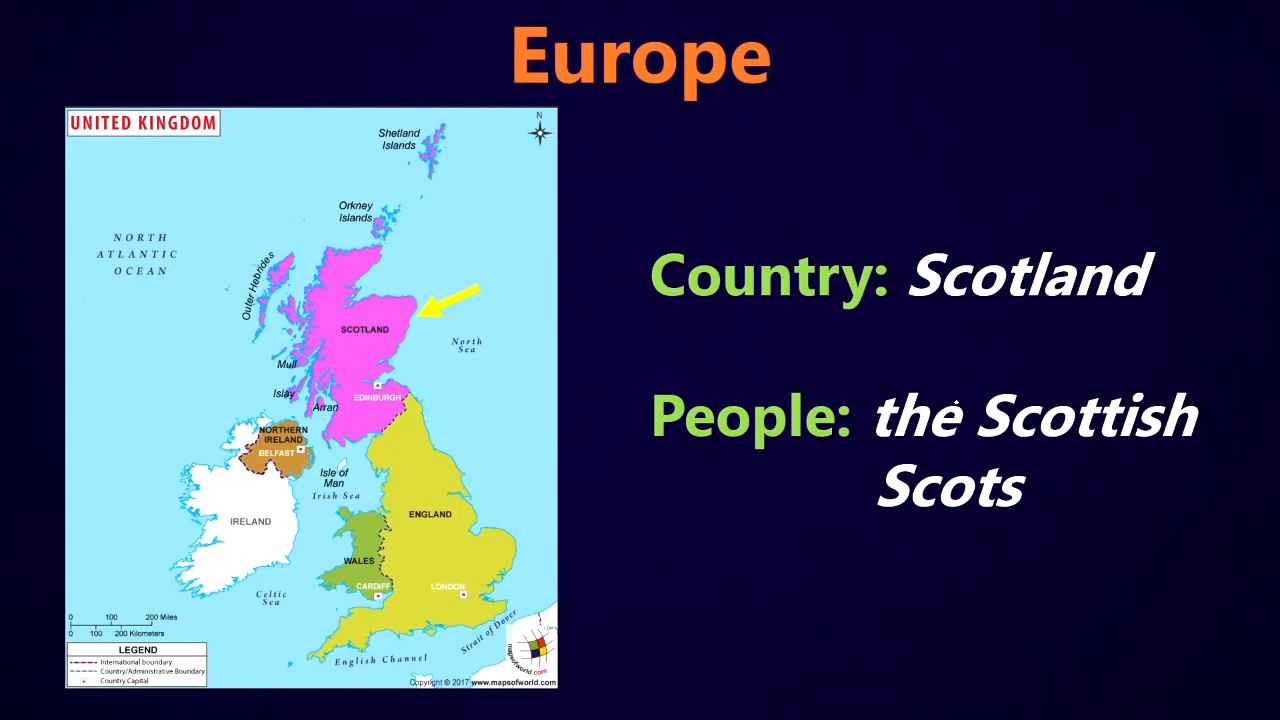 Europe
UNITED KINGDOM
N
Shetland
Islands
Orkney
Islands
NORTH
ATLANTIC
OCEAN
Outer Hebrides
SCOTLAND
North
Sea
Mull
Islay
EDINBURGH
Arran
NORTHERN
IRELAND
BELFAST
Isle of
Man
Irish Sea
IRELAND
ENGLAND
WALES
CARDIFF
LONDON
Celtic
Sea
0 100 200 Miles
0 100 200 Kilometers
Strait of Dover
English Channel
LEGEND
International boundary
Country/Administrative Boundary
Country Capital
mapsofworld.com
Copyright © 2017 www.mapsofworld.com
Country: Scotland
People: the Scottish
Scots